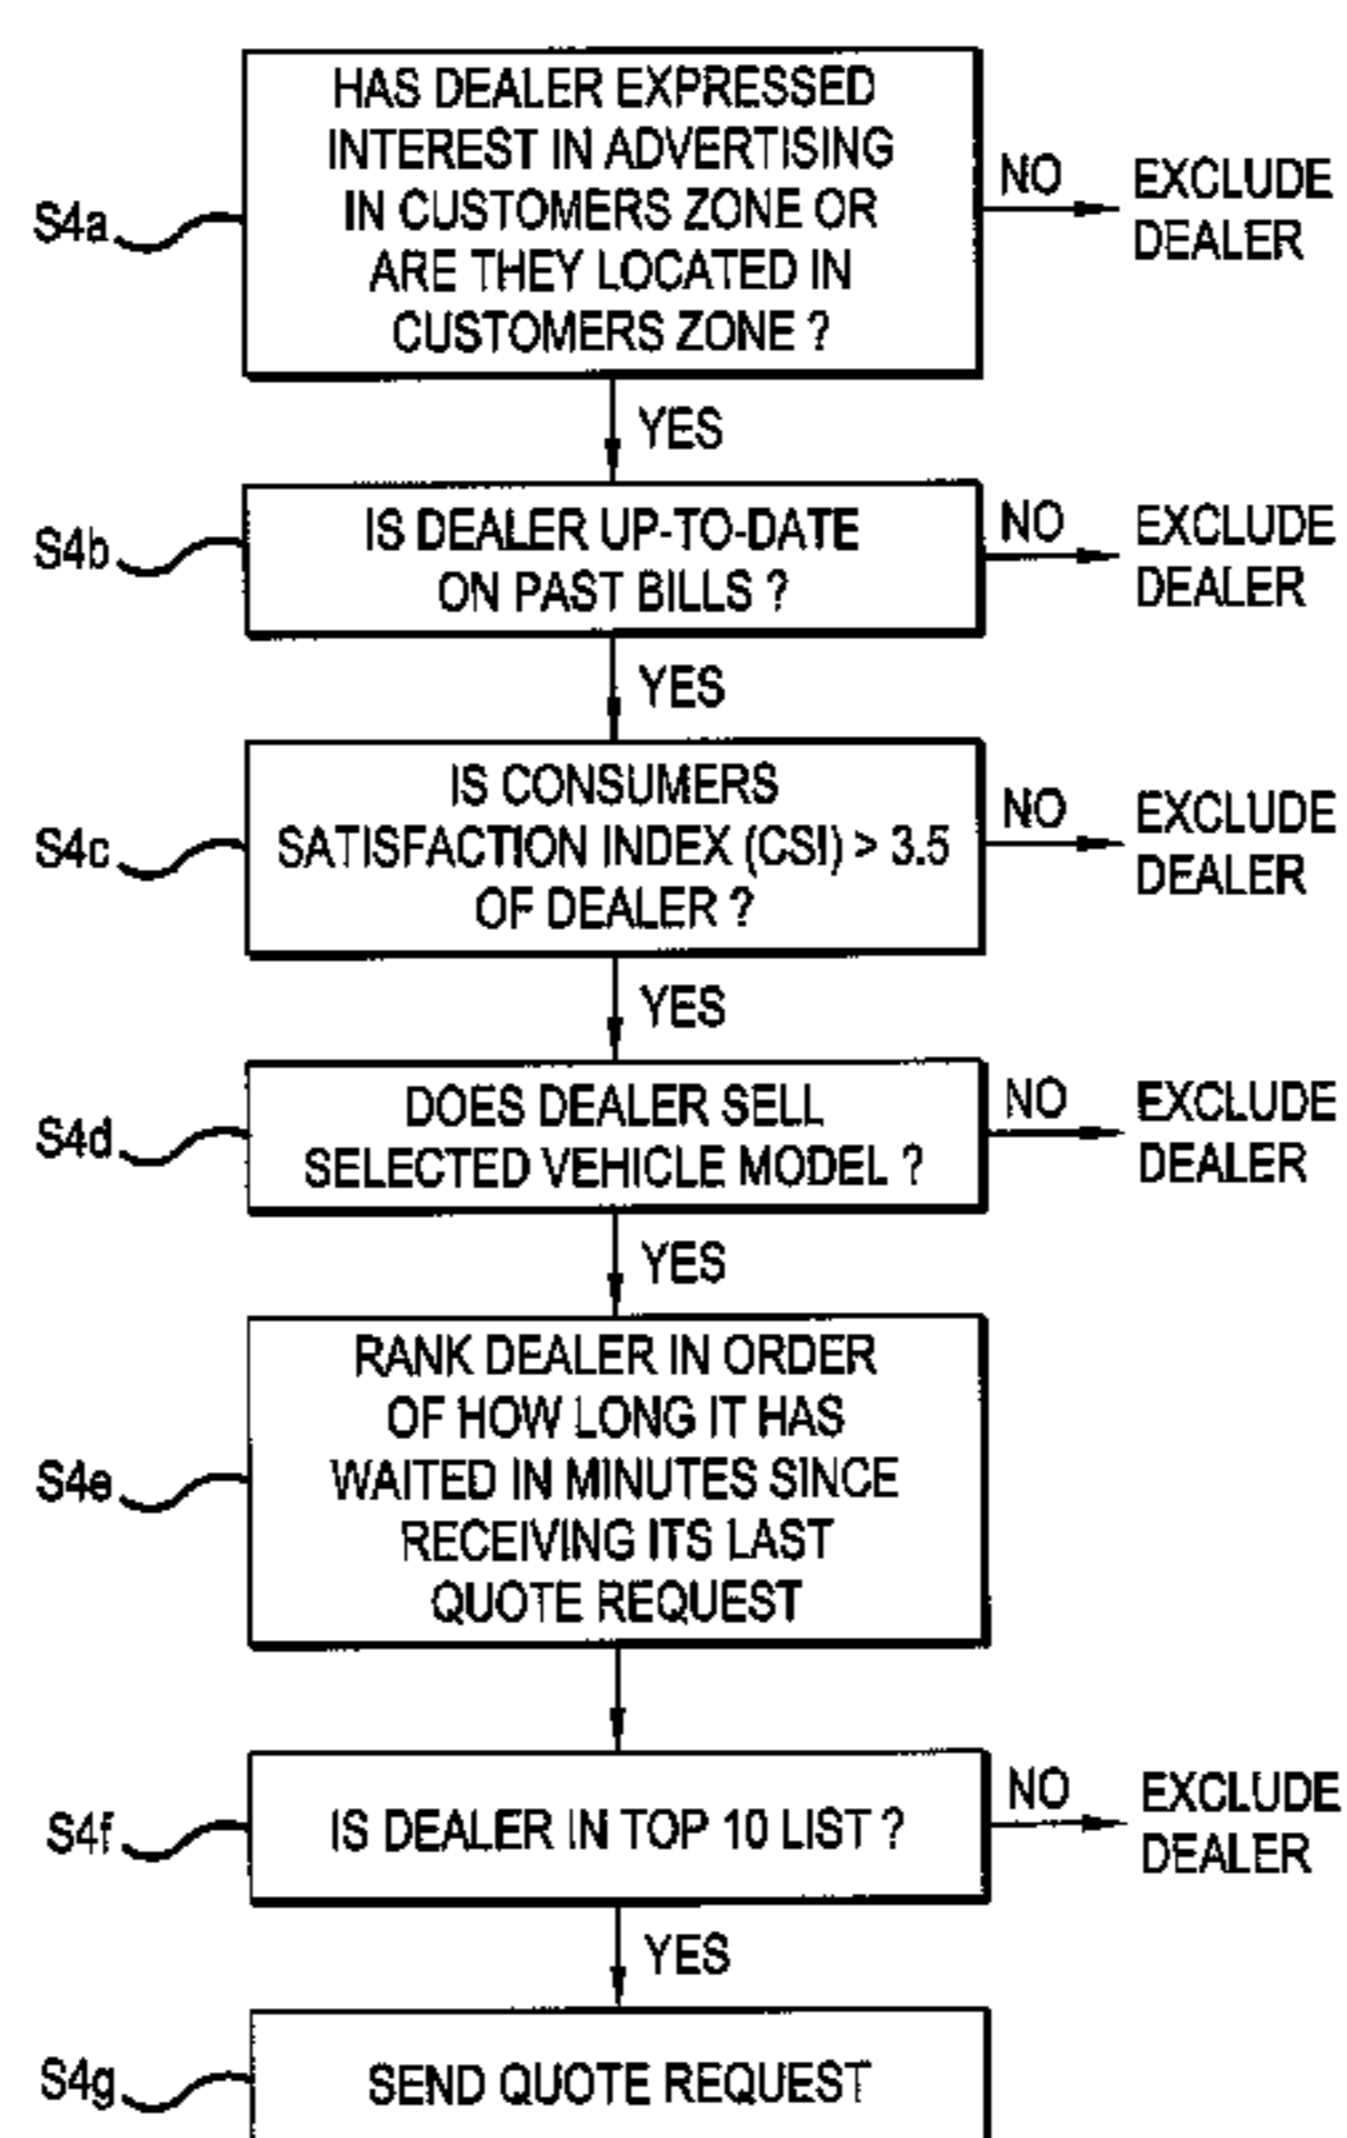 HAS DEALER EXPRESSED
INTEREST IN ADVERTISING
IN CUSTOMERS ZONE OR
ARE THEY LOCATED IN
CUSTOMERS ZONE ?
S4a
NO
EXCLUDE
DEALER
YES
IS DEALER UP-TO-DATE
ON PAST BILLS ?
S4b
NO
EXCLUDE
DEALER
YES
IS CONSUMERS
SATISFACTION INDEX (CSI) > 3.5
OF DEALER ?
S4c
NO
EXCLUDE
DEALER
YES
DOES DEALER SELL
SELECTED VEHICLE MODEL ?
S4d
NO
EXCLUDE
DEALER
YES
RANK DEALER IN ORDER
OF HOW LONG IT HAS
WAITED IN MINUTES SINCE
RECEIVING ITS LAST
QUOTE REQUEST
S4e
IS DEALER IN TOP 10 LIST ?
S4f
NO
EXCLUDE
DEALER
YES
SEND QUOTE REQUEST
S4g